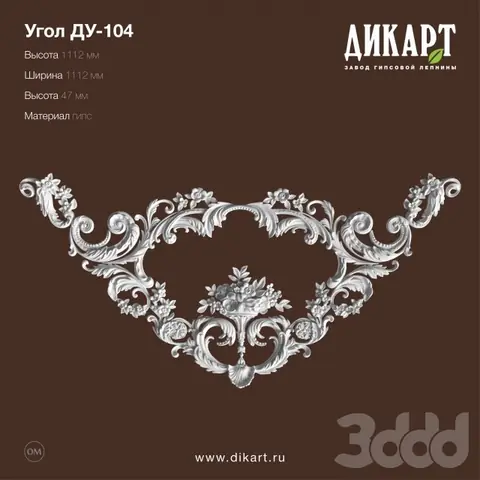 Угол ДУ-104
Высота 1112 мм
Ширина 1112 мм
Высота 47 мм
Материал гипс
ДИКАРТ
ЗАВОД ГИПСОВОЙ ЛЕПНИНЫ
ОМ
www.dikart.ru
3ddd